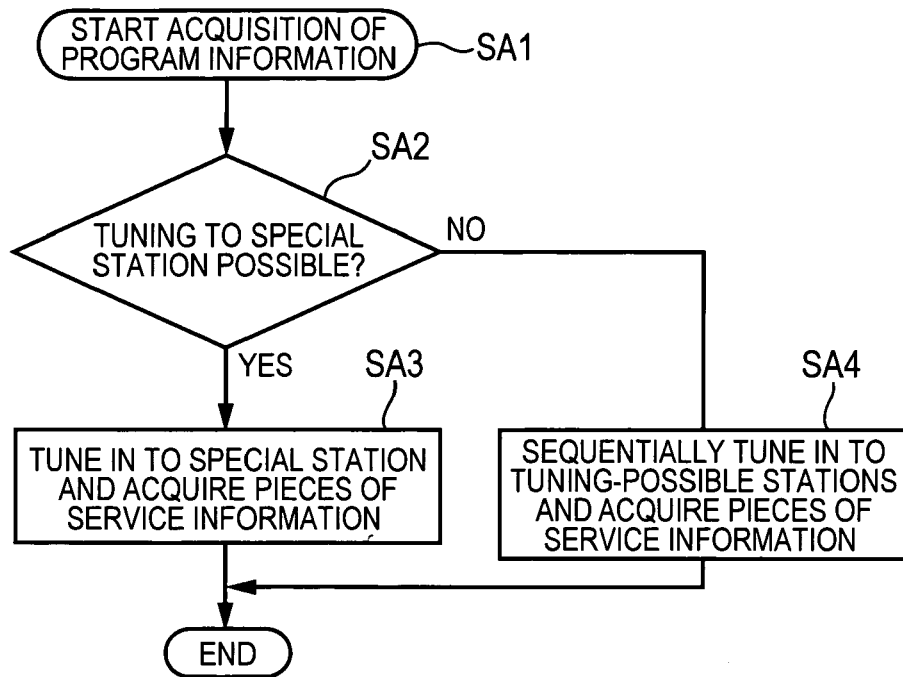 START ACQUISITION OF
PROGRAM INFORMATION
SA1
SA2
TUNING TO SPECIAL
STATION POSSIBLE?
NO
YES
SA3
TUNE IN TO SPECIAL STATION
AND ACQUIRE PIECES OF
SERVICE INFORMATION
SA4
SEQUENTIALLY TUNE IN TO
TUNING-POSSIBLE STATIONS
AND ACQUIRE PIECES OF
SERVICE INFORMATION
END